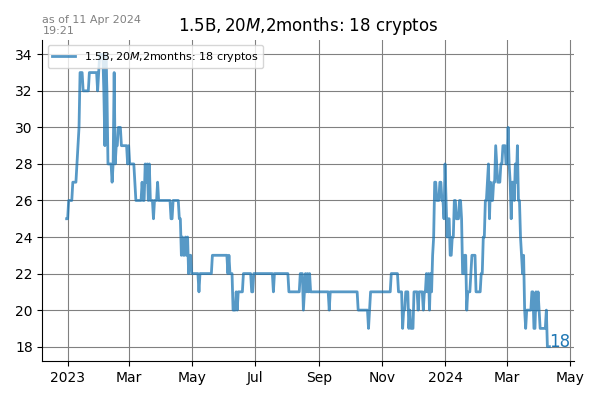 as of 11 Apr 2024
19:21
1.5B, 20M,2months: 18 cryptos
1.5B, 20M,2months: 18 cryptos
34
32
30
28
26
24
22
20
18
18
2023 Mar May Jul Sep Nov 2024 Mar May